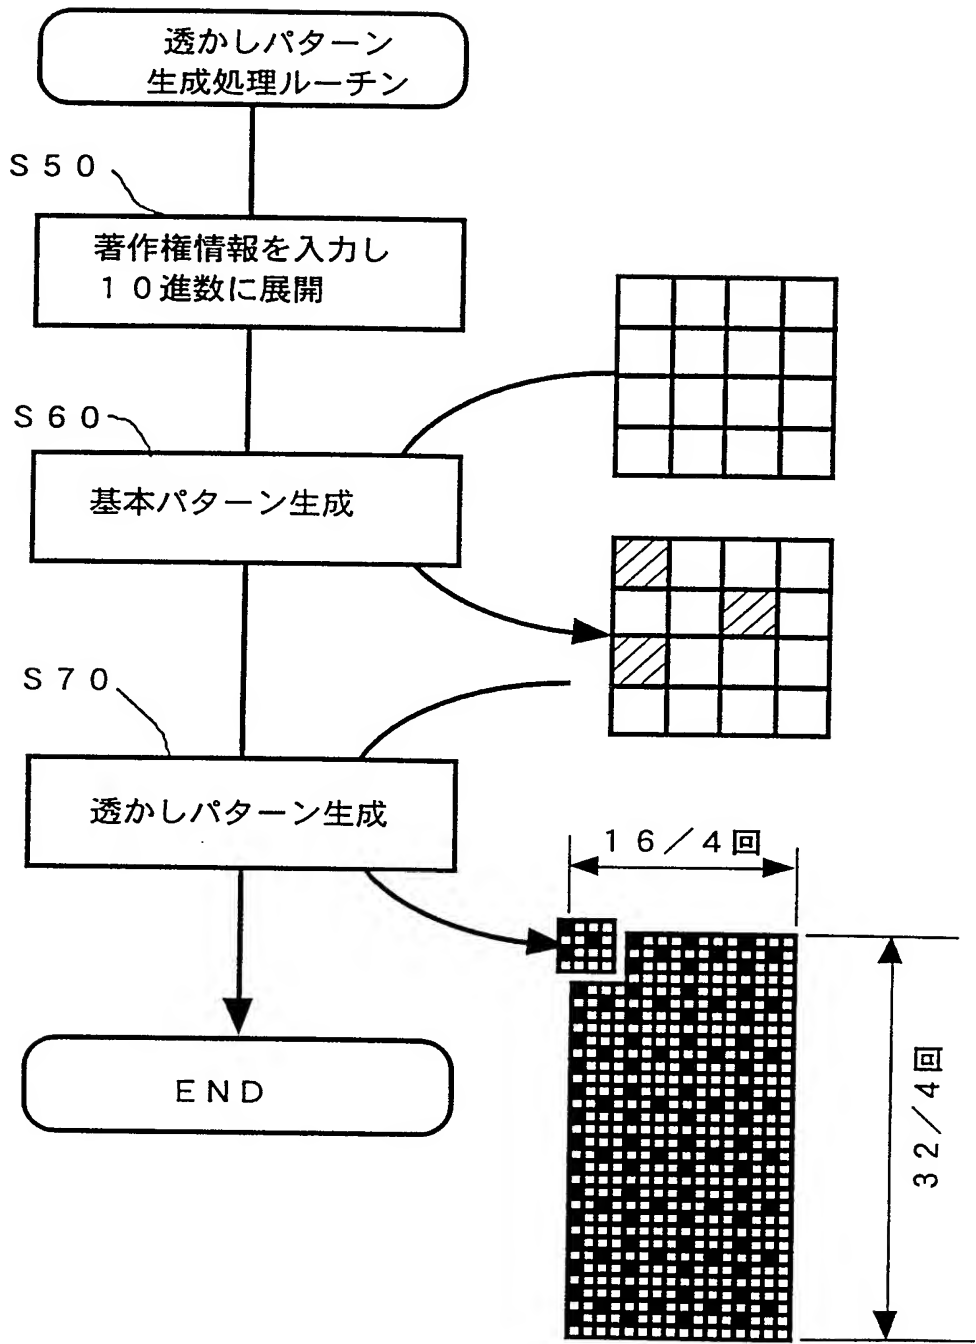 透かしパターン
生成処理ルーチン
S50
著作権情報を入力し
10進数に展開
S60
基本パターン生成
S70
透かしパターン生成
16/4回
32/4回
END